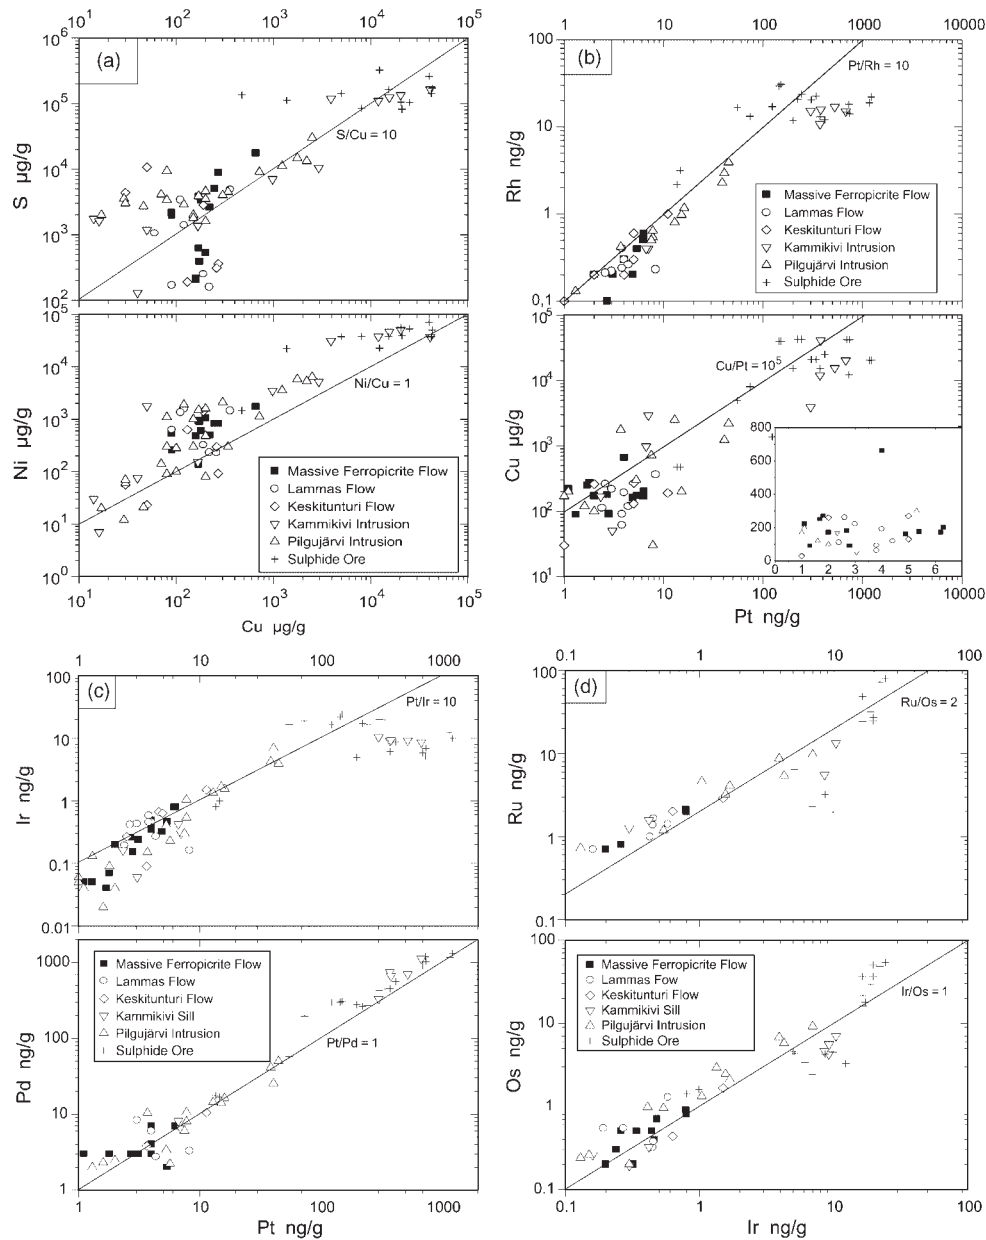 10^1 10^2 10^3 10^4 10^5
(a)
10^6
10^5
10^4
10^3
10^2
S µg/g
S/Cu = 10
10^5
10^4
10^3
10^2
10^1
10^0
Ni µg/g
Ni/Cu = 1
Massive Ferropicrite Flow
Lammas Flow
Keskitunturi Flow
Kammikivi Intrusion
Pilgujärvi Intrusion
Sulphide Ore
10^1 10^2 10^3 10^4 10^5
Cu µg/g
1 10 100 1000 10000
(b)
100
10
1
0,1
Rh ng/g
Pt/Rh = 10
Massive Ferropicrite Flow
Lammas Flow
Keskitunturi Flow
Kammikivi Intrusion
Pilgujärvi Intrusion
Sulphide Ore
10^5
10^4
10^3
10^2
10^1
Cu µg/g
Cu/Pt = 10^5
800
600
400
200
0
0 1 2 3 4 5 6
1 10 100 1000 10000
Pt ng/g
1 10 100 1000
(c)
100
10
1
0.1
0.01
Ir ng/g
Pt/Ir = 10
1000
100
10
1
Pd ng/g
Massive Ferropicrite Flow
Lammas Flow
Keskitunturi Flow
Kammikivi Sill
Pilgujärvi Intrusion
Sulphide Ore
Pt/Pd = 1
1 10 100 1000
Pt ng/g
0.1 1 10 100
(d)
100
10
1
0.1
Ru ng/g
Ru/Os = 2
100
10
1
0.1
Os ng/g
Massive Ferropicrite Flow
Lammas Fow
Keskitunturi Flow
Kammikivi Sill
Pilgujärvi Intrusion
Sulphide Ore
Ir/Os = 1
0.1 1 10 100
Ir ng/g